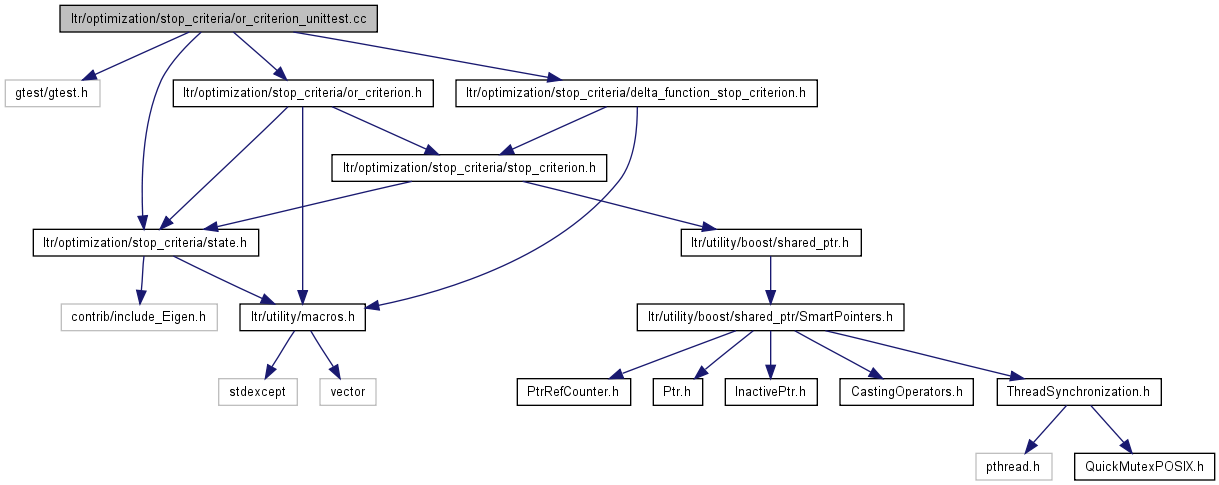 ltr/optimization/stop_criteria/or_criterion_unittest.cc
gtest/gtest.h
ltr/optimization/stop_criteria/or_criterion.h
ltr/optimization/stop_criteria/delta_function_stop_criterion.h
ltr/optimization/stop_criteria/stop_criterion.h
ltr/optimization/stop_criteria/state.h
ltr/utility/boost/shared_ptr.h
contrib/include_Eigen.h
ltr/utility/macros.h
ltr/utility/boost/shared_ptr/SmartPointers.h
stdexcept
vector
PtrRefCounter.h
Ptr.h
InactivePtr.h
CastingOperators.h
ThreadSynchronization.h
pthread.h
QuickMutexPOSIX.h